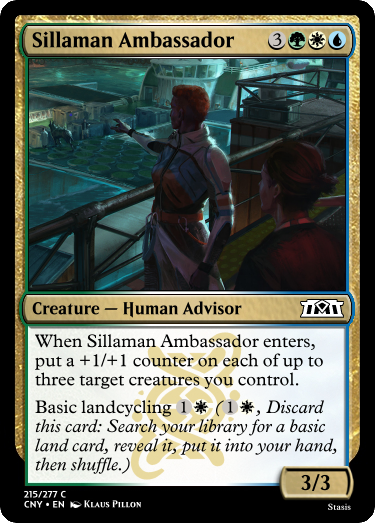 Sillaman Ambassador 3
Creature — Human Advisor
When Sillaman Ambassador enters,
put a +1/+1 counter on each of up to
three target creatures you control.
Basic landcycling 1 (1, Discard
this card: Search your library for a basic
land card, reveal it, put it into your hand,
then shuffle.)
3/3
215/277 C
CNY • EN Klaus Pillon
Stasis